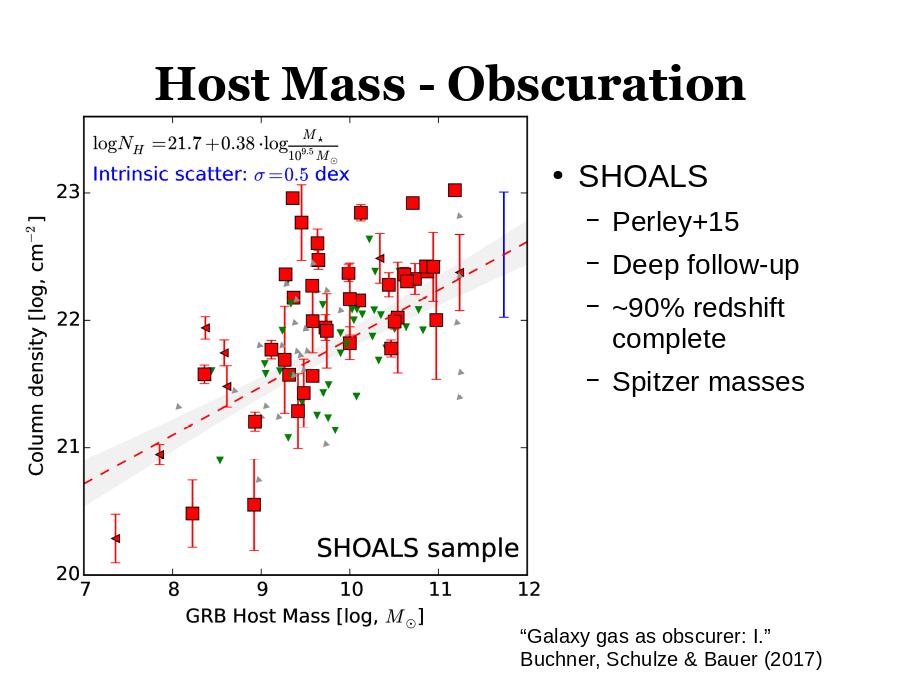 Host Mass - Obscuration
logN_H =21.7+0.38·log M⋆/10^9.5 M⊙
Intrinsic scatter: σ=0.5 dex
23
22
21
20
7 8 9 10 11 12
Column density [log, cm⁻²]
GRB Host Mass [log, M⊙]
SHOALS sample
• SHOALS
– Perley+15
– Deep follow-up
– ~90% redshift
complete
– Spitzer masses
“Galaxy gas as obscurer: I.”
Buchner, Schulze & Bauer (2017)